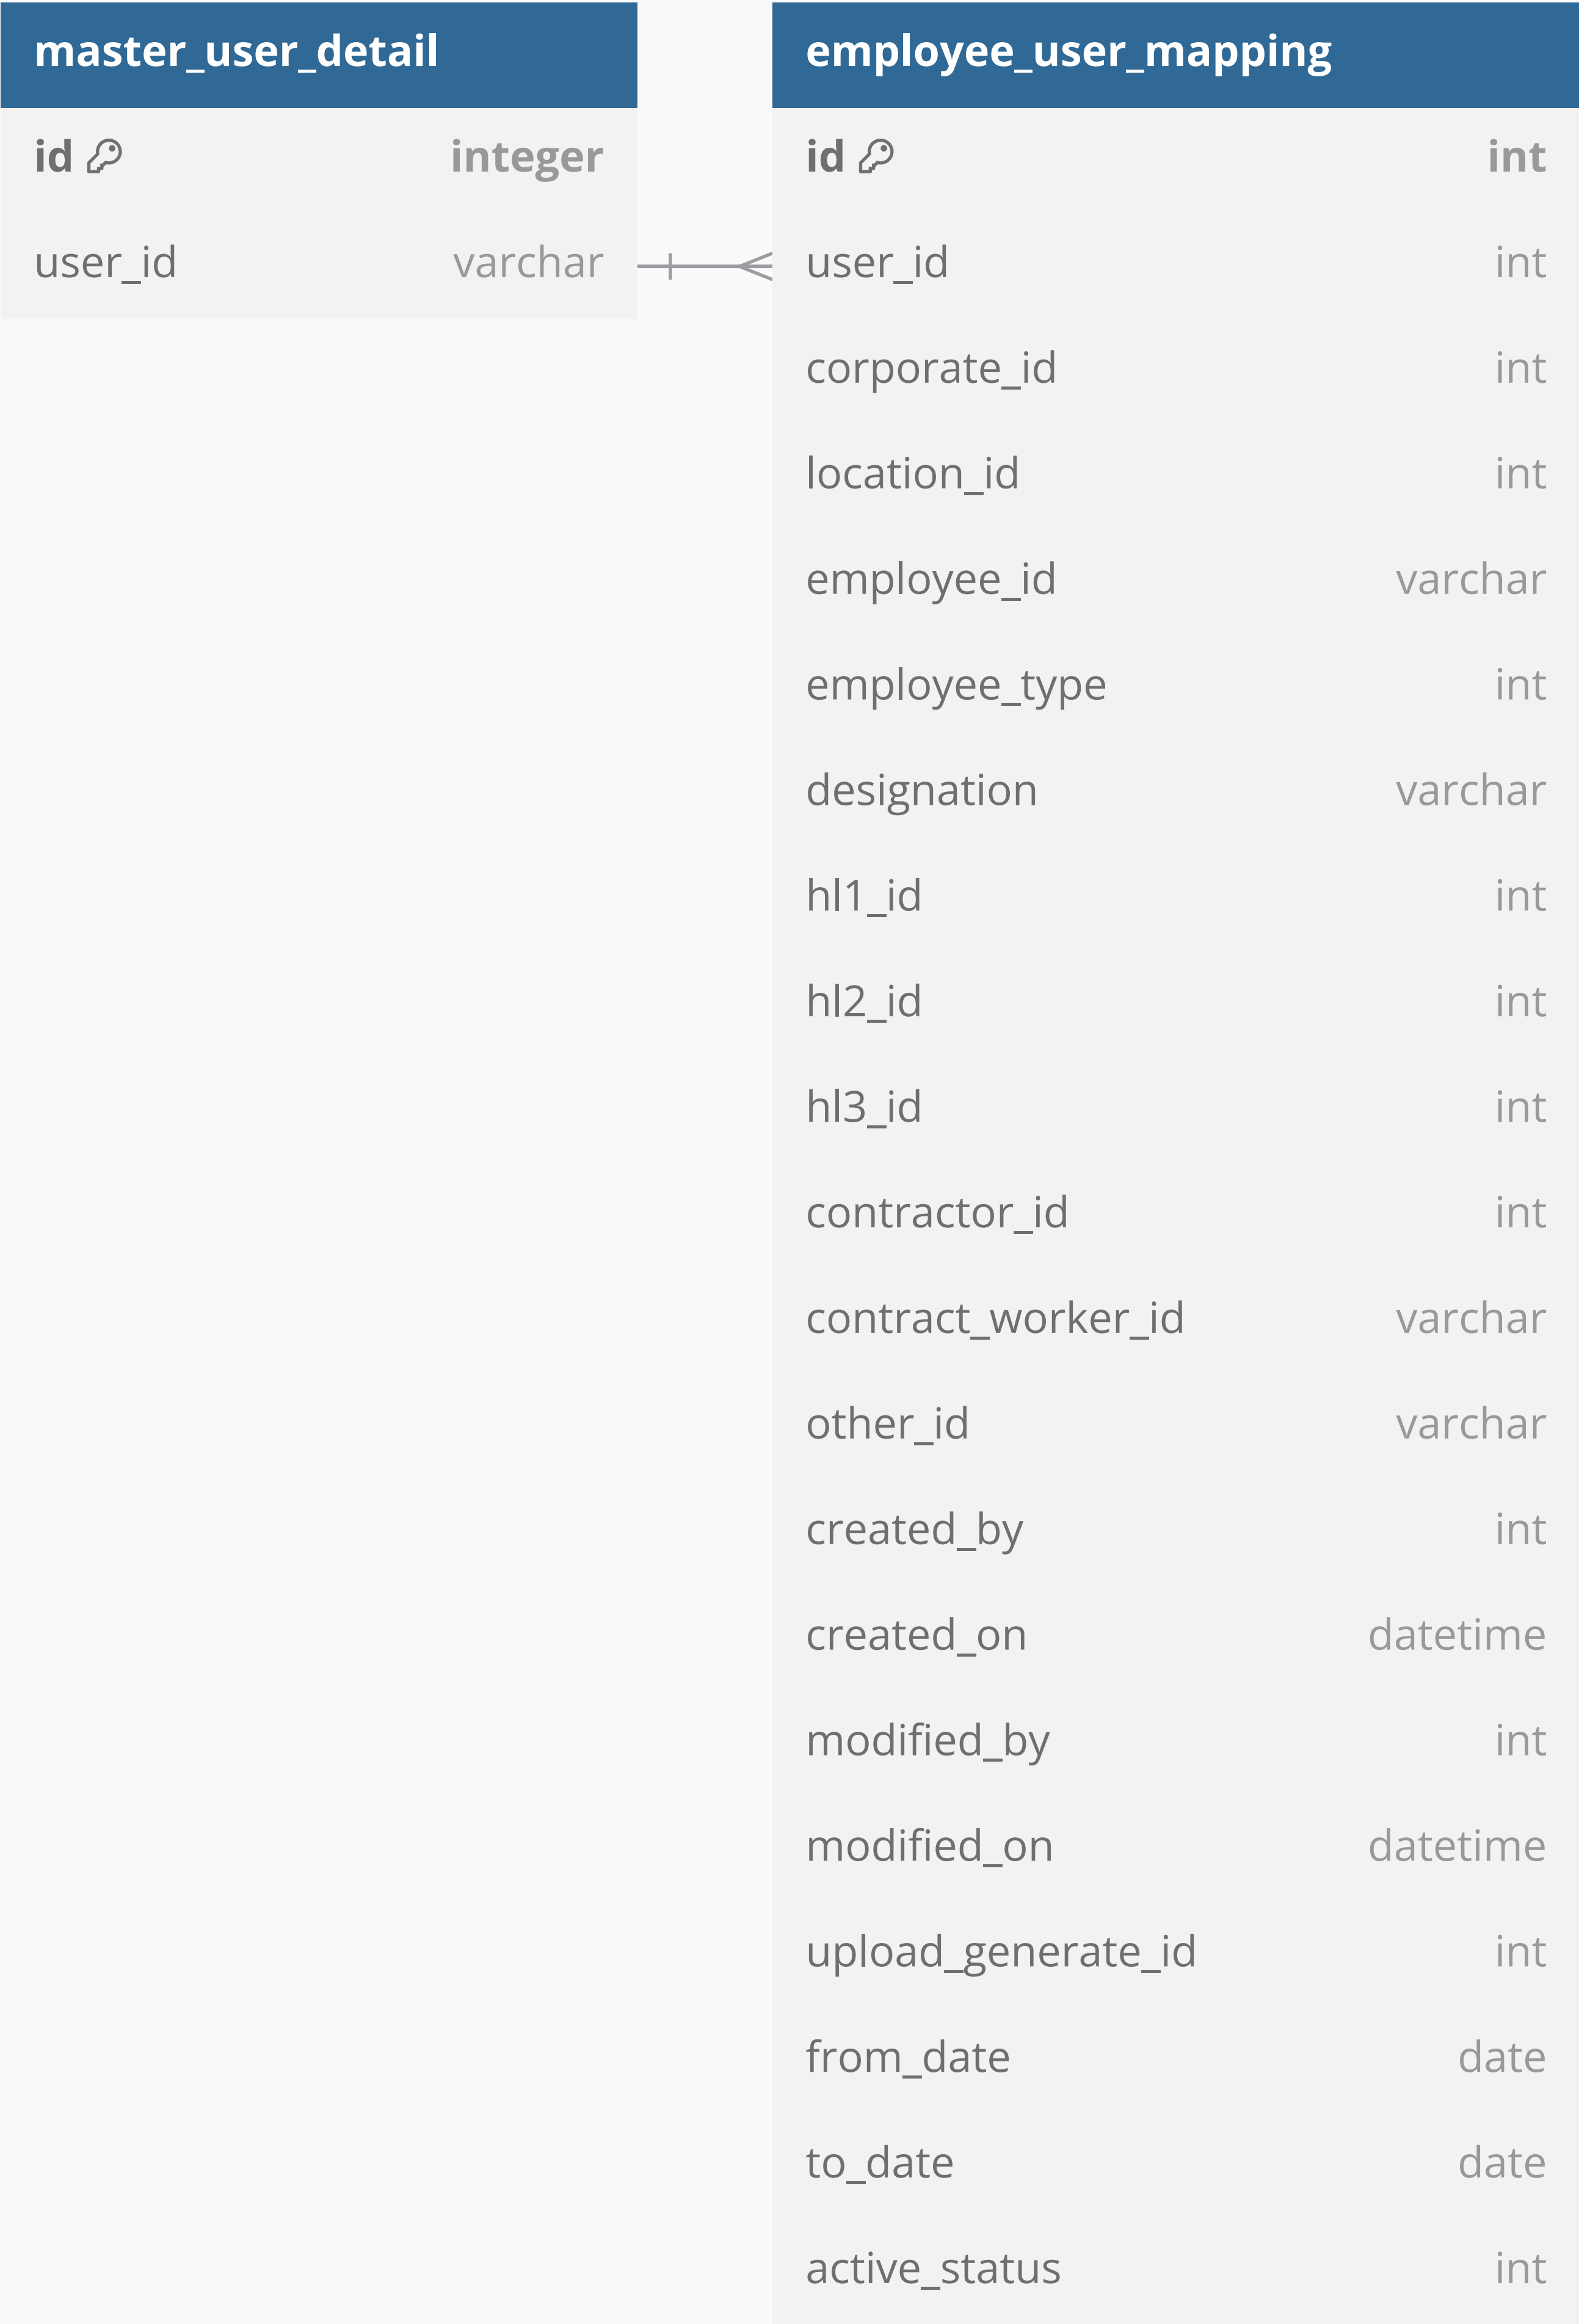 master_user_detail
id integer
user_id varchar
employee_user_mapping
id int
user_id int
corporate_id int
location_id int
employee_id varchar
employee_type int
designation varchar
hl1_id int
hl2_id int
hl3_id int
contractor_id int
contract_worker_id varchar
other_id varchar
created_by int
created_on datetime
modified_by int
modified_on datetime
upload_generate_id int
from_date date
to_date date
active_status int